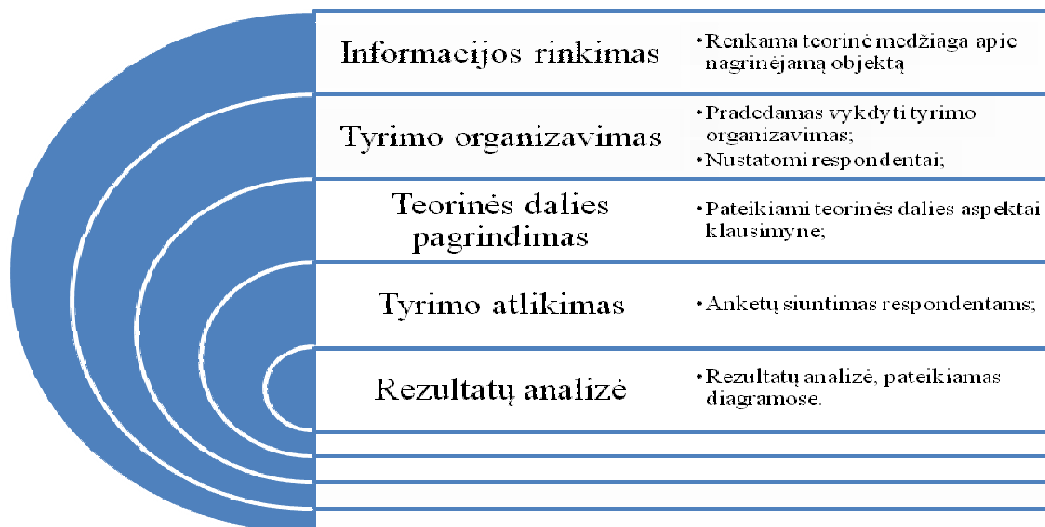 Informacijos rinkimas
• Renkama teorinė medžiaga apie
nagrinėjamą objektą
Tyrimo organizavimas
• Pradedamas vykdyti tyrimo
organizavimas;
• Nustatomi respondentai;
Teorinės dalies
pagrindimas
• Pateikiami teorinės dalies aspektai
klausimyne;
Tyrimo atlikimas
• Anketų siuntimas respondentams;
Rezultatų analizė
• Rezultatų analizė, pateikiamas
diagramose.